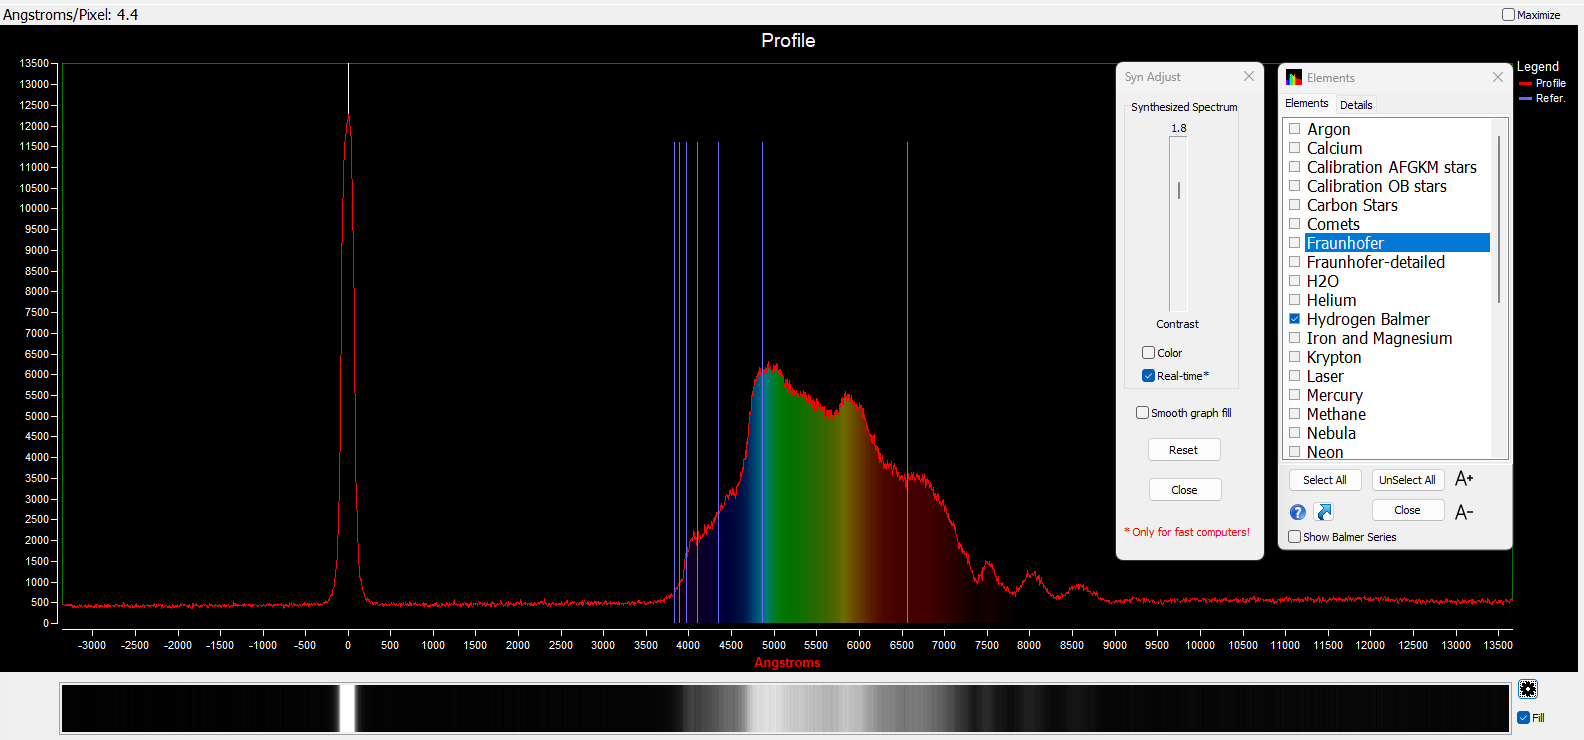 Angstroms/Pixel: 4.4
Maximize
Profile
13500
13000
12500
12000
11500
11000
10500
10000
9500
9000
8500
8000
7500
7000
6500
6000
5500
5000
4500
4000
3500
3000
2500
2000
1500
1000
500
0
-3000 -2500 -2000 -1500 -1000 -500 0 500 1000 1500 2000 2500 3000 3500 4000 4500 5000 5500 6000 6500 7000 7500 8000 8500 9000 9500 10000 10500 11000 11500 12000 12500 13000 13500
Angstroms
Syn Adjust
Synthesized Spectrum
1.8
Contrast
Color
Real-time*
Smooth graph fill
Reset
Close
* Only for fast computers!
Elements
Elements Details
Argon
Calcium
Calibration AFGKM stars
Calibration OB stars
Carbon Stars
Comets
Fraunhofer
Fraunhofer-detailed
H2O
Helium
Hydrogen Balmer
Iron and Magnesium
Krypton
Laser
Mercury
Methane
Nebula
Neon
Select All UnSelect All A+
? Close A-
Show Balmer Series
Legend
Profile
Refer.
Fill